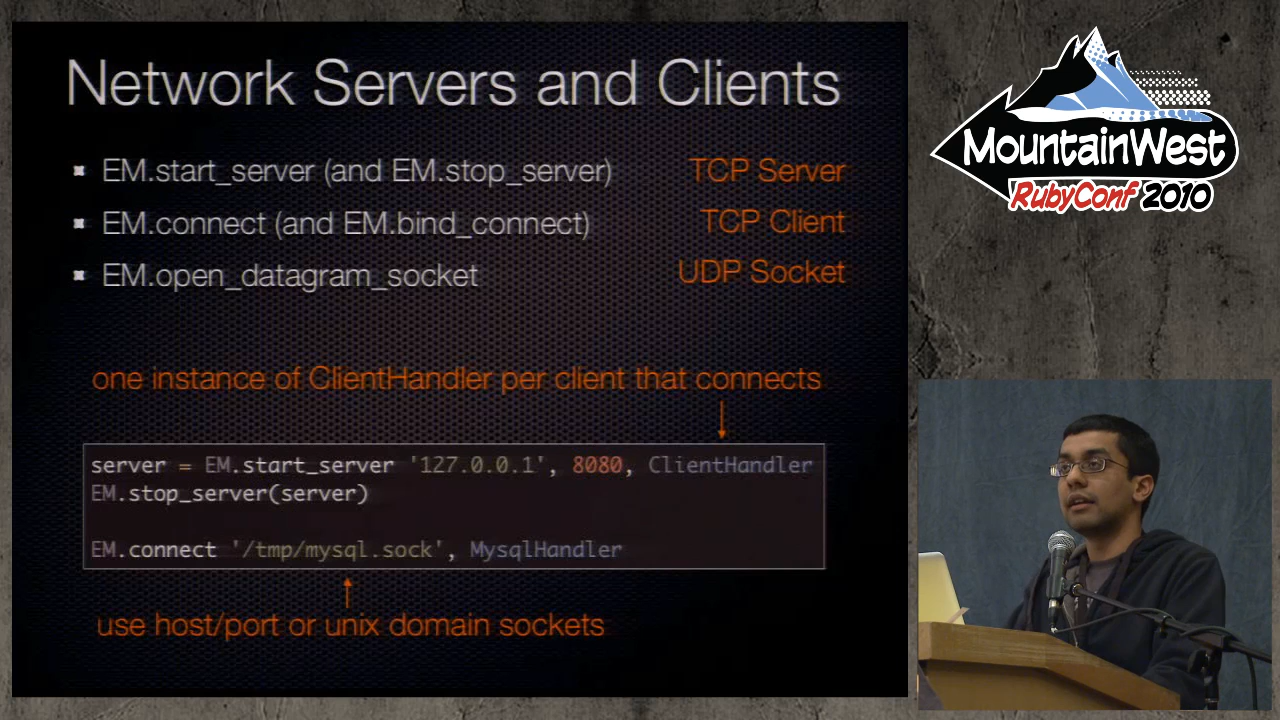 Network Servers and Clients
EM.start_server (and EM.stop_server) TCP Server
EM.connect (and EM.bind_connect) TCP Client
EM.open_datagram_socket UDP Socket
one instance of ClientHandler per client that connects
server = EM.start_server '127.0.0.1', 8080, ClientHandler
EM.stop_server(server)
EM.connect '/tmp/mysql.sock', MysqlHandler
use host/port or unix domain sockets
MountainWest
RubyConf 2010